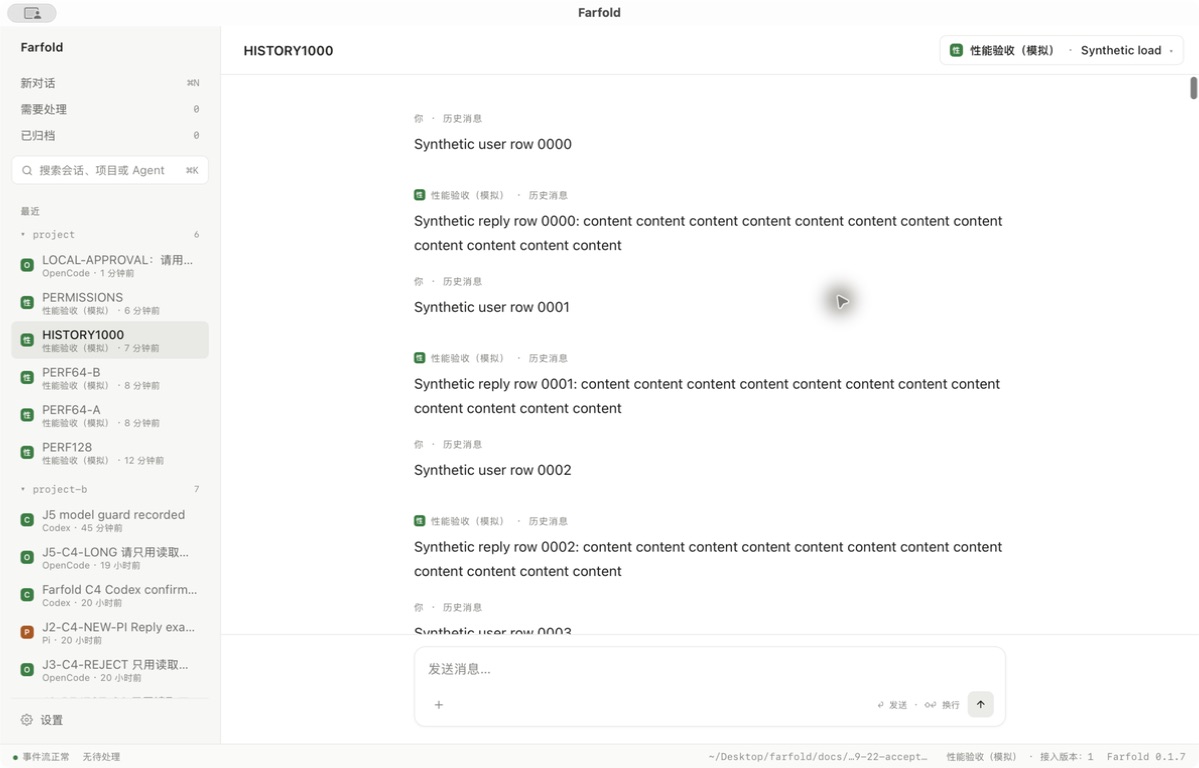 Farfold
Farfold
新对话 ⌘N
需要处理 0
已归档 0
搜索会话、项目或 Agent ⌘K
最近
project 6
O LOCAL-APPROVAL：请用…
OpenCode · 1 分钟前
性 PERMISSIONS
性能验收（模拟） · 6 分钟前
性 HISTORY1000
性能验收（模拟） · 7 分钟前
性 PERF64-B
性能验收（模拟） · 8 分钟前
性 PERF64-A
性能验收（模拟） · 8 分钟前
性 PERF128
性能验收（模拟） · 12 分钟前
project-b 7
C J5 model guard recorded
Codex · 45 分钟前
O J5-C4-LONG 请只用读取…
OpenCode · 19 小时前
C Farfold C4 Codex confirm…
Codex · 20 小时前
P J2-C4-NEW-PI Reply exa…
Pi · 20 小时前
O J3-C4-REJECT 只用读取…
OpenCode · 20 小时前
设置
HISTORY1000
性 性能验收（模拟） · Synthetic load
你 · 历史消息
Synthetic user row 0000
性 性能验收（模拟） · 历史消息
Synthetic reply row 0000: content content content content content content content content
content content content content
你 · 历史消息
Synthetic user row 0001
性 性能验收（模拟） · 历史消息
Synthetic reply row 0001: content content content content content content content content
content content content content
你 · 历史消息
Synthetic user row 0002
性 性能验收（模拟） · 历史消息
Synthetic reply row 0002: content content content content content content content content
content content content content
你 · 历史消息
Synthetic user row 0003
发送消息…
↵ 发送 · ⇧↵ 换行
事件流正常 无待处理
~/Desktop/farfold/docs/…9-22-accept… 性能验收（模拟） · 接入版本：1 Farfold 0.1.7